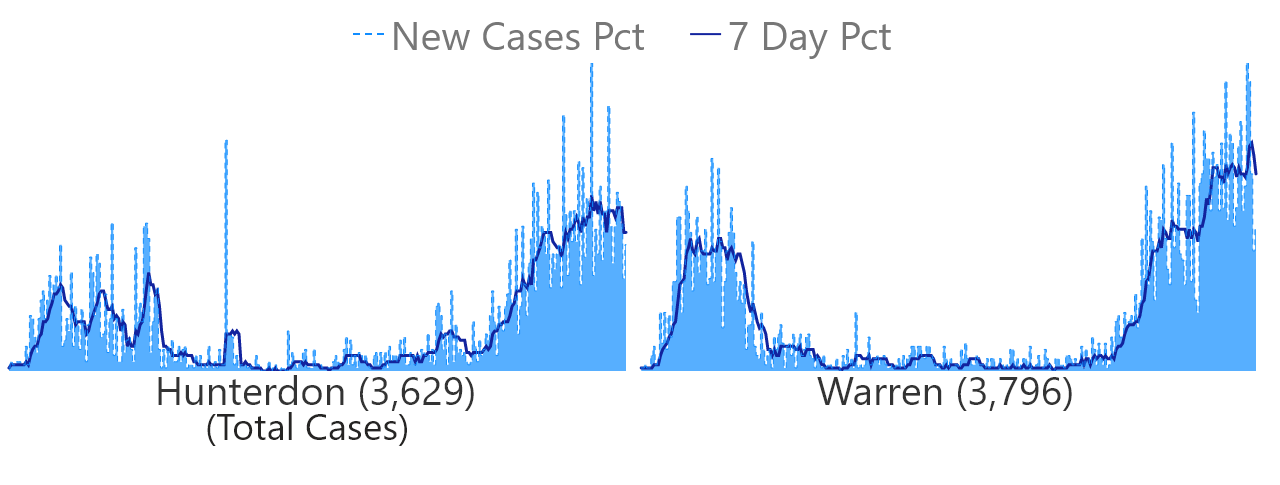 New Cases Pct 7 Day Pct
Hunterdon (3,629)
(Total Cases)
Warren (3,796)